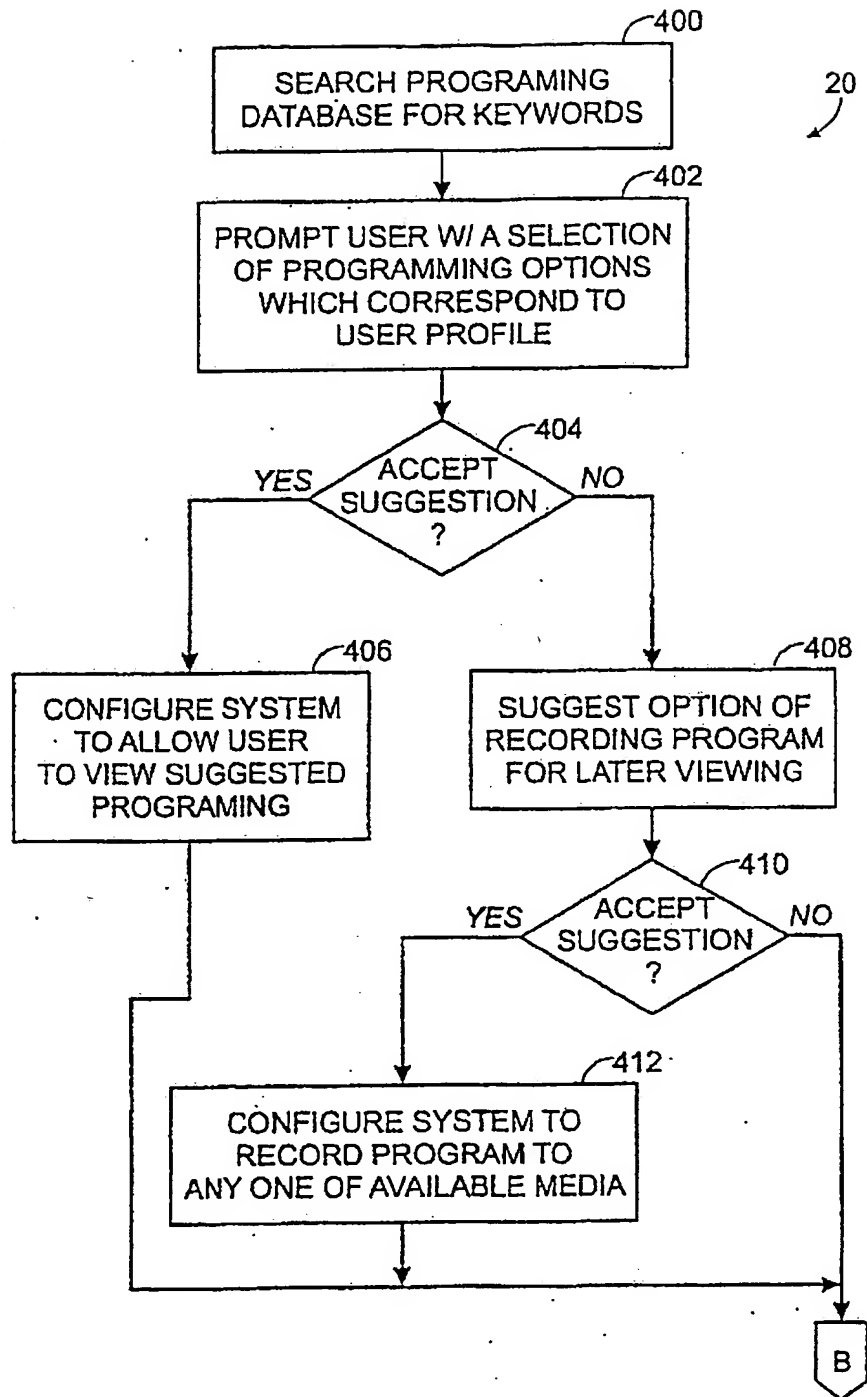 400
SEARCH PROGRAMING
DATABASE FOR KEYWORDS
20
402
PROMPT USER W/ A SELECTION
OF PROGRAMMING OPTIONS
WHICH CORRESPOND TO
USER PROFILE
404
YES
ACCEPT
SUGGESTION
?
NO
406
CONFIGURE SYSTEM
TO ALLOW USER
TO VIEW SUGGESTED
PROGRAMING
408
SUGGEST OPTION OF
RECORDING PROGRAM
FOR LATER VIEWING
410
YES
ACCEPT
SUGGESTION
?
NO
412
CONFIGURE SYSTEM TO
RECORD PROGRAM TO
ANY ONE OF AVAILABLE MEDIA
B